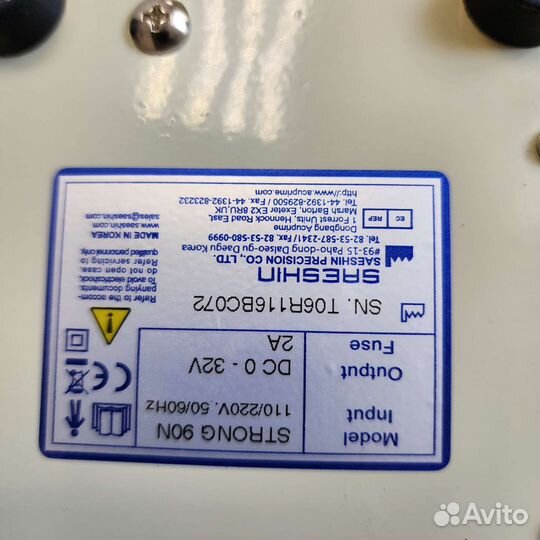 Model STRONG 90N
Input 110/220V. 50/60Hz
Output DC 0 - 32V
Fuse 2A
SN. T06R116BC072
SAESHIN
SAESHIN PRECISION CO., LTD.
#93-15 Paho-dong Dalseo-gu Daegu Korea
Tel. 82-53-587-2341 / Fax. 82-53-580-0999
EC REP
Dongbang Acuprime
1 Forrest Units, Hennock Road East,
Marsh Barton, Exeter EX2 8RU,UK
Tel. 44-1392-829500 / Fax 44-1392-823232
http://www.acuprime.com
CE
Refer to the accom-
panying documents.
To avoid electricshock,
do not open case.
Refer to servicing to
qualified personnel only.
MADE IN KOREA
www.saeshin.com
sales@saeshin.com
Avito